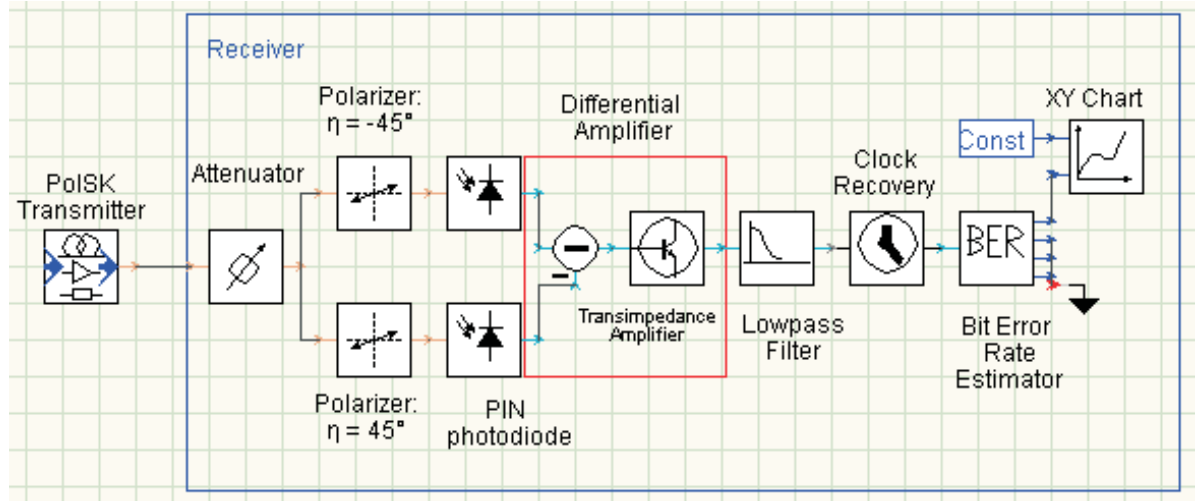 Receiver
Polarizer:
η = -45°
Differential
Amplifier
XY Chart
Const
Clock
Recovery
Attenuator
PolSK
Transmitter
BER
Transimpedance
Amplifier
Lowpass
Filter
Bit Error
Rate
Estimator
Polarizer:
η = 45°
PIN
photodiode